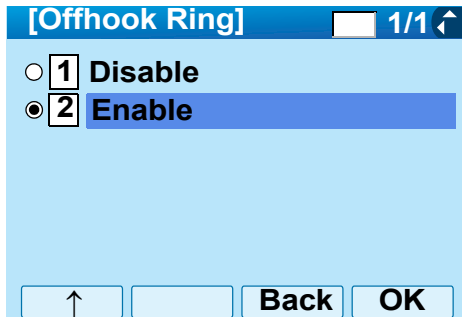 [Offhook Ring] 1/1
1 Disable
2 Enable
↑ Back OK